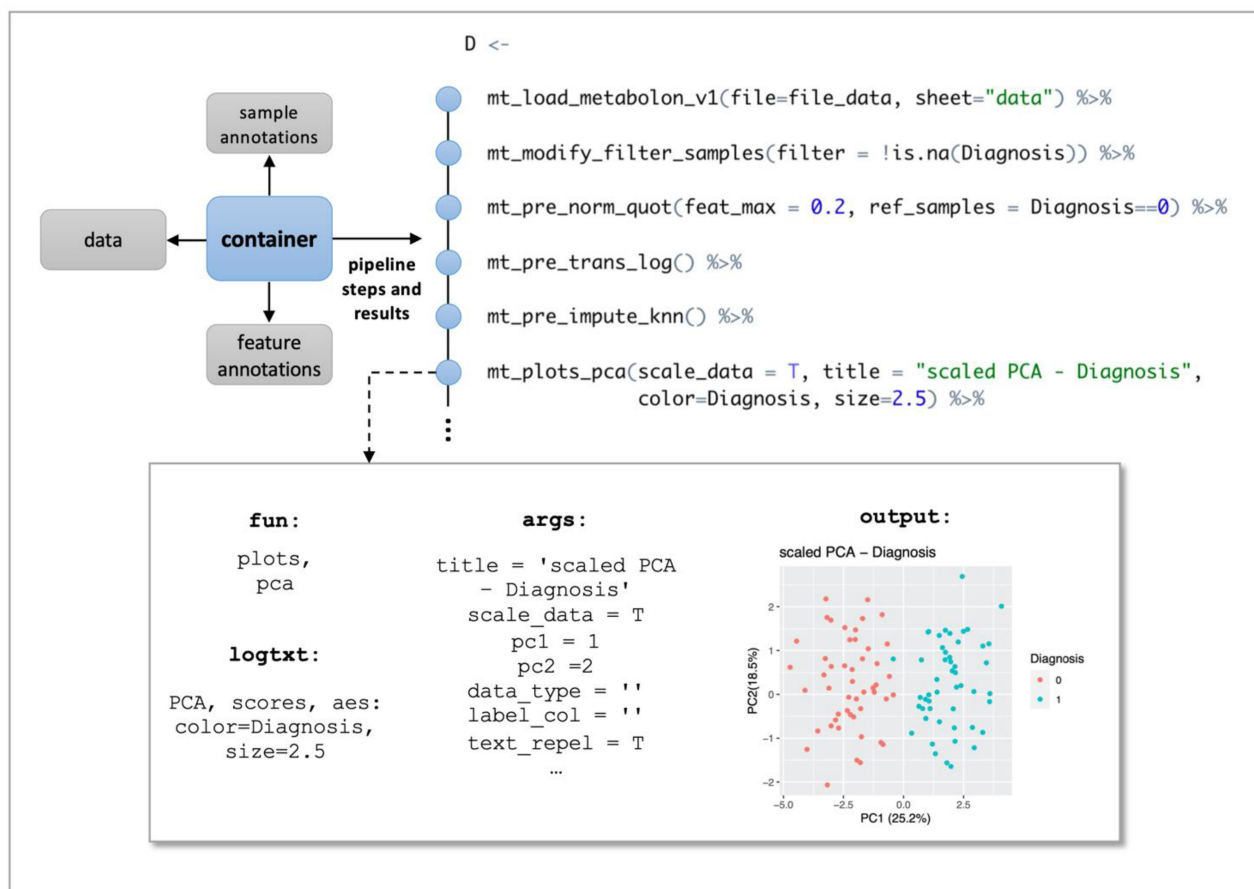 D <-
mt_load_metabolon_v1(file=file_data, sheet="data") %>%
mt_modify_filter_samples(filter = !is.na(Diagnosis)) %>%
mt_pre_norm_quot(feat_max = 0.2, ref_samples = Diagnosis==0) %>%
mt_pre_trans_log() %>%
mt_pre_impute_knn() %>%
mt_plots_pca(scale_data = T, title = "scaled PCA - Diagnosis",
color=Diagnosis, size=2.5) %>%
sample
annotations
data
container
pipeline
steps and
results
feature
annotations
fun:
plots,
pca
logtxt:
PCA, scores, aes:
color=Diagnosis,
size=2.5
args:
title = 'scaled PCA
– Diagnosis'
scale_data = T
pc1 = 1
pc2 =2
data_type = ''
label_col = ''
text_repel = T
…
output:
scaled PCA – Diagnosis
PC2(18.5%)
2
1
0
−1
−2
−5.0 −2.5 0.0 2.5
PC1 (25.2%)
Diagnosis
0
1